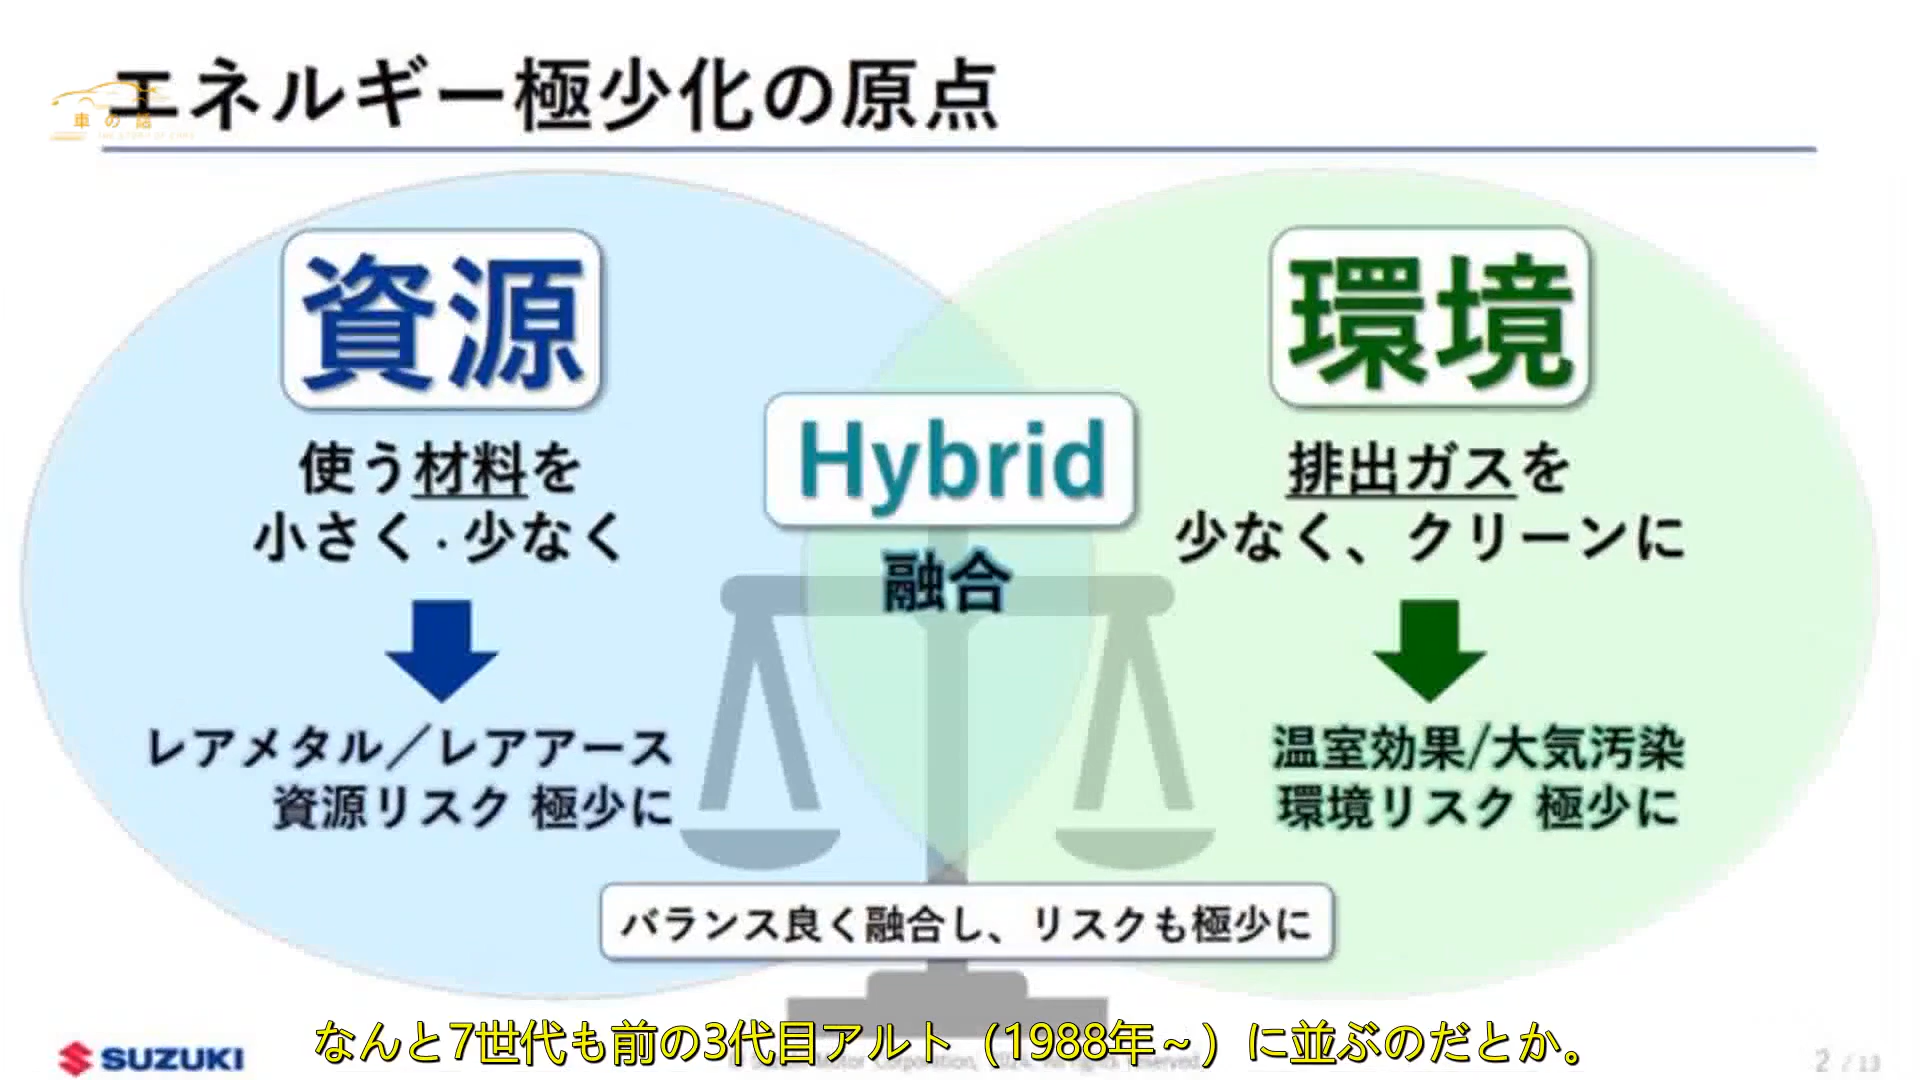 エネルギー極少化の原点
車の話
資源
環境
Hybrid
融合
使う材料を
小さく・少なく
排出ガスを
少なく、クリーンに
レアメタル／レアアース
資源リスク 極少に
温室効果/大気汚染
環境リスク 極少に
バランス良く融合し、リスクも極少に
なんと7世代も前の3代目アルト（1988年～）に並ぶのだとか。
SUZUKI
2 / 13